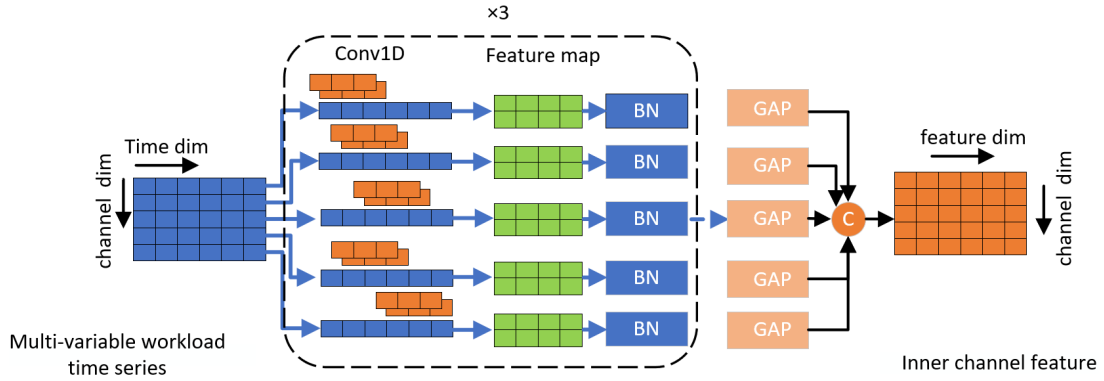 ×3
Conv1D
Feature map
BN
GAP
Time dim
feature dim
BN
GAP
channel dim
BN
GAP
C
channel dim
BN
GAP
BN
GAP
Multi-variable workload
time series
Inner channel feature